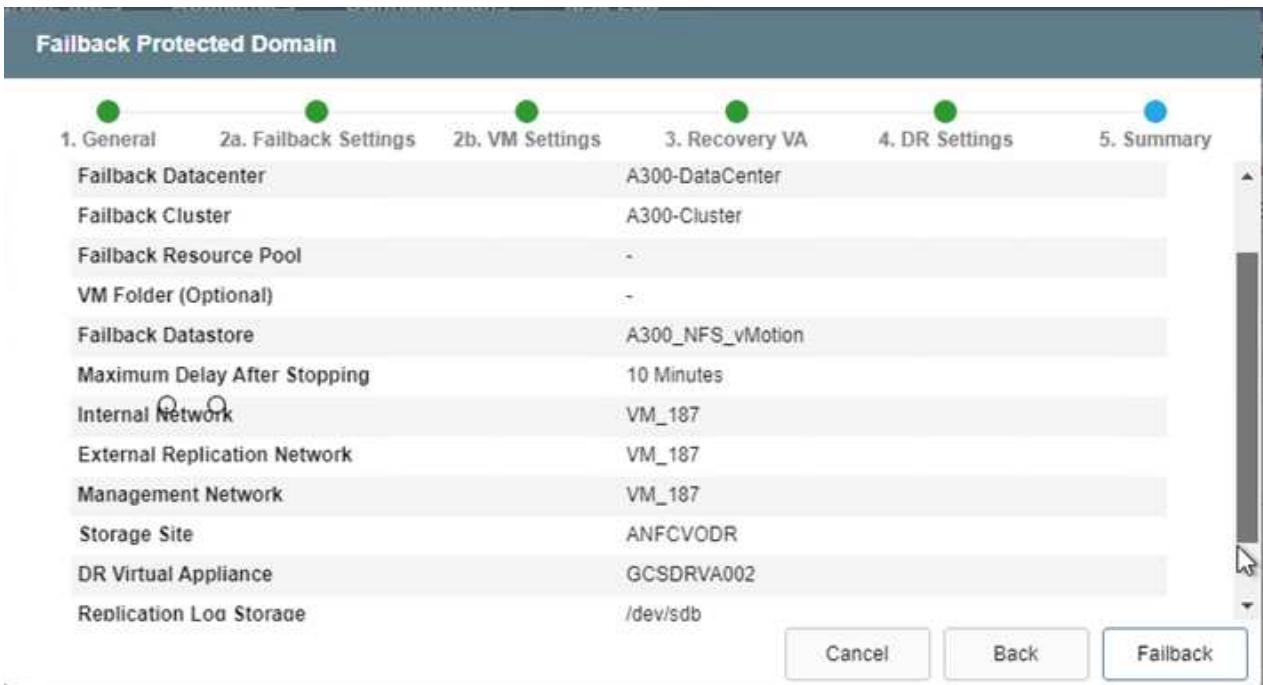 Failback Protected Domain
1. General 2a. Failback Settings 2b. VM Settings 3. Recovery VA 4. DR Settings 5. Summary
Failback Datacenter A300-DataCenter
Failback Cluster A300-Cluster
Failback Resource Pool -
VM Folder (Optional) -
Failback Datastore A300_NFS_vMotion
Maximum Delay After Stopping 10 Minutes
Internal Network VM_187
External Replication Network VM_187
Management Network VM_187
Storage Site ANFCVODR
DR Virtual Appliance GCSDRVA002
Replication Log Storage /dev/sdb
Cancel Back Failback